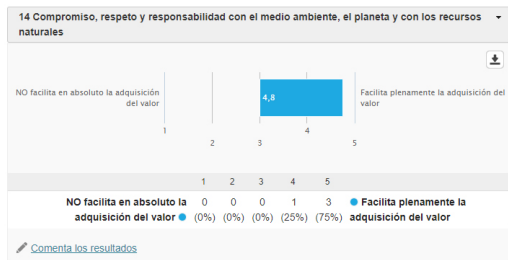 14 Compromiso, respeto y responsabilidad con el medio ambiente, el planeta y con los recursos
naturales
NO facilita en absoluto la adquisición
del valor
4,8
Facilita plenamente la adquisición del
valor
1
2
3
4
5
1 2 3 4 5
NO facilita en absoluto la 0 0 0 1 3 Facilita plenamente la
adquisición del valor (0%) (0%) (0%) (25%) (75%) adquisición del valor
Comenta los resultados